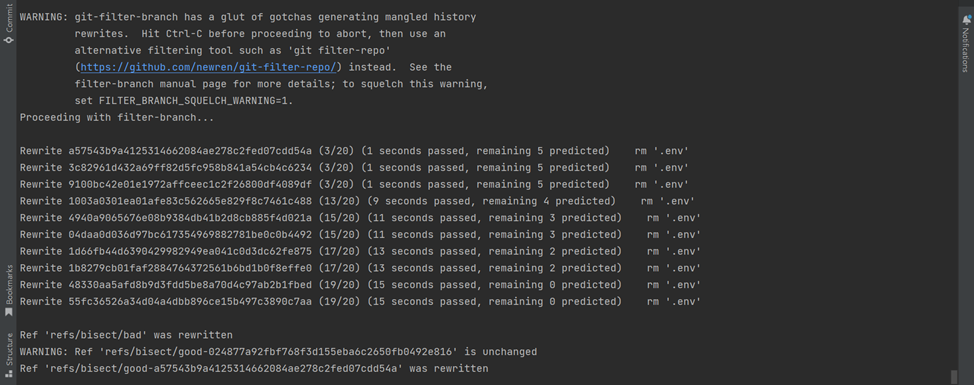 Commit
Bookmarks
Structure
WARNING: git-filter-branch has a glut of gotchas generating mangled history
rewrites.  Hit Ctrl-C before proceeding to abort, then use an
alternative filtering tool such as 'git filter-repo'
(https://github.com/newren/git-filter-repo/) instead.  See the
filter-branch manual page for more details; to squelch this warning,
set FILTER_BRANCH_SQUELCH_WARNING=1.
Proceeding with filter-branch...
Rewrite a57543b9a4125314662084ae278c2fed07cdd54a (3/20) (1 seconds passed, remaining 5 predicted)    rm '.env'
Rewrite 3c82961d432a69ff82d5fc958b841a54cb4c6234 (3/20) (1 seconds passed, remaining 5 predicted)    rm '.env'
Rewrite 9100bc42e01e1972affceec1c2f26800df4089df (3/20) (1 seconds passed, remaining 5 predicted)    rm '.env'
Rewrite 1003a0301ea01afe83c562665e829f8c7461c488 (13/20) (9 seconds passed, remaining 4 predicted)    rm '.env'
Rewrite 4940a9065676e08b9384db41b2d8cb885f4d021a (15/20) (11 seconds passed, remaining 3 predicted)    rm '.env'
Rewrite 04daa0d036d97bc617354969882781be0c0b4492 (15/20) (11 seconds passed, remaining 3 predicted)    rm '.env'
Rewrite 1d66fb44d6390429982949ea041c0d3dc62fe875 (17/20) (13 seconds passed, remaining 2 predicted)    rm '.env'
Rewrite 1b8279cb01faf2884764372561b6bd1b0f8effe0 (17/20) (13 seconds passed, remaining 2 predicted)    rm '.env'
Rewrite 48330aa5afd8b9d3fdd5be8a70d4c97ab2b1fbed (19/20) (15 seconds passed, remaining 0 predicted)    rm '.env'
Rewrite 55fc36526a34d04a4dbb896ce15b497c3890c7aa (19/20) (15 seconds passed, remaining 0 predicted)    rm '.env'
Ref 'refs/bisect/bad' was rewritten
WARNING: Ref 'refs/bisect/good-024877a92fbf768f3d155eba6c2650fb0492e816' is unchanged
Ref 'refs/bisect/good-a57543b9a4125314662084ae278c2fed07cdd54a' was rewritten
Notifications